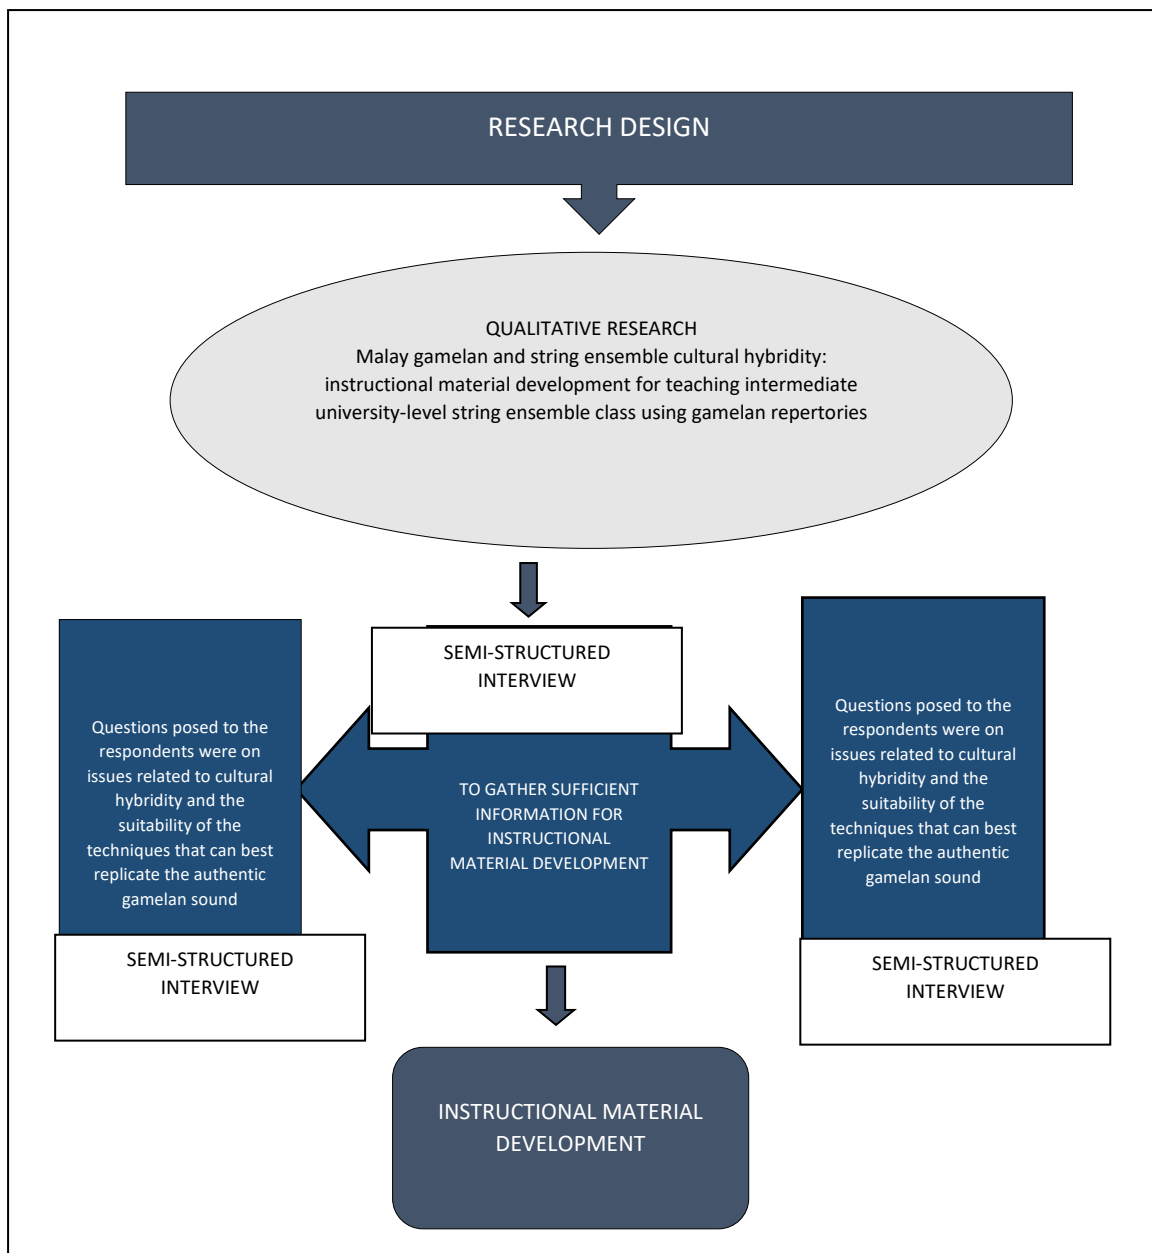 RESEARCH DESIGN
QUALITATIVE RESEARCH
Malay gamelan and string ensemble cultural hybridity:
instructional material development for teaching intermediate
university-level string ensemble class using gamelan repertories
SEMI-STRUCTURED
INTERVIEW
Questions posed to the
respondents were on
issues related to cultural
hybridity and the
suitability of the
techniques that can best
replicate the authentic
gamelan sound
TO GATHER SUFFICIENT
INFORMATION FOR
INSTRUCTIONAL
MATERIAL DEVELOPMENT
Questions posed to the
respondents were on
issues related to cultural
hybridity and the
suitability of the
techniques that can best
replicate the authentic
gamelan sound
SEMI-STRUCTURED
INTERVIEW
SEMI-STRUCTURED
INTERVIEW
INSTRUCTIONAL MATERIAL
DEVELOPMENT